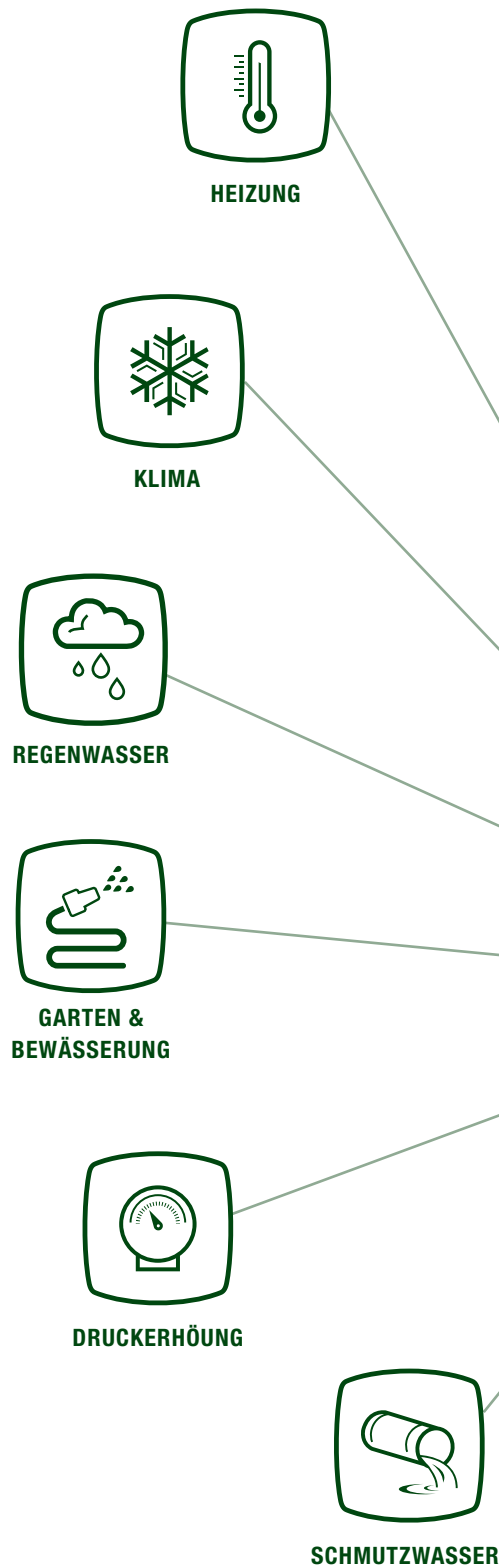 HEIZUNG
KLIMA
REGENWASSER
GARTEN &
BEWÄSSERUNG
DRUCKERHÖUNG
SCHMUTZWASSER